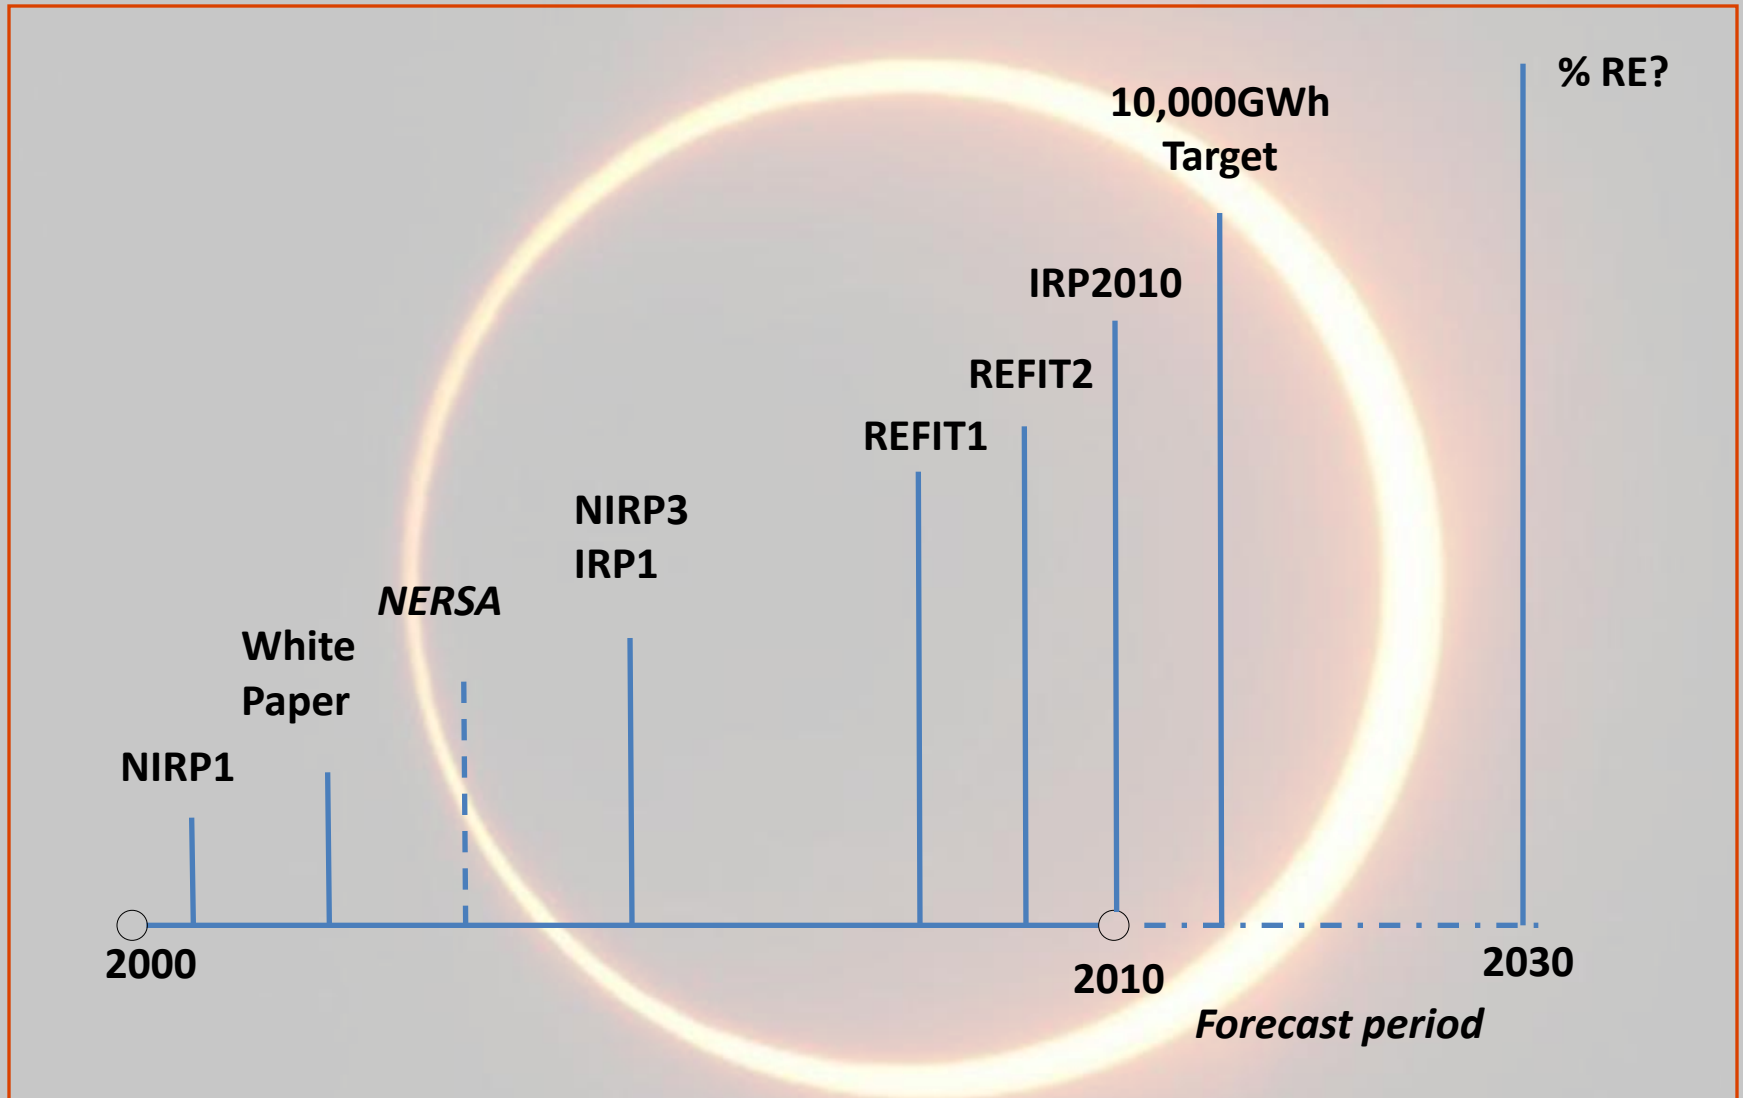 % RE?
10,000GWh
Target
IRP2010
REFIT2
REFIT1
NIRP3
IRP1
NERSA
White
Paper
NIRP1
2000
2010
2030
Forecast period